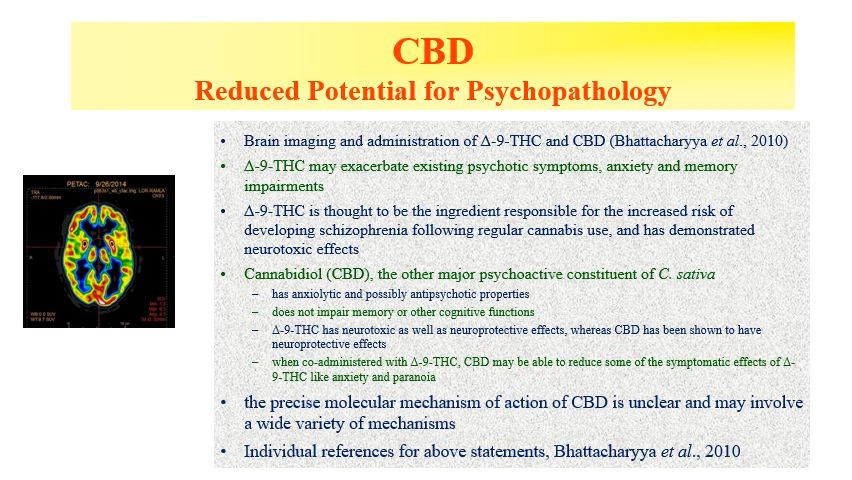 CBD
Reduced Potential for Psychopathology
• Brain imaging and administration of Δ-9-THC and CBD (Bhattacharyya et al., 2010)
• Δ-9-THC may exacerbate existing psychotic symptoms, anxiety and memory
impairments
• Δ-9-THC is thought to be the ingredient responsible for the increased risk of
developing schizophrenia following regular cannabis use, and has demonstrated
neurotoxic effects
• Cannabidiol (CBD), the other major psychoactive constituent of C. sativa
– has anxiolytic and possibly antipsychotic properties
– does not impair memory or other cognitive functions
– Δ-9-THC has neurotoxic as well as neuroprotective effects, whereas CBD has been shown to have
neuroprotective effects
– when co-administered with Δ-9-THC, CBD may be able to reduce some of the symptomatic effects of Δ-
9-THC like anxiety and paranoia
• the precise molecular mechanism of action of CBD is unclear and may involve
a wide variety of mechanisms
• Individual references for above statements, Bhattacharyya et al., 2010
PETAC: 9/26/2014
TRA
R
L